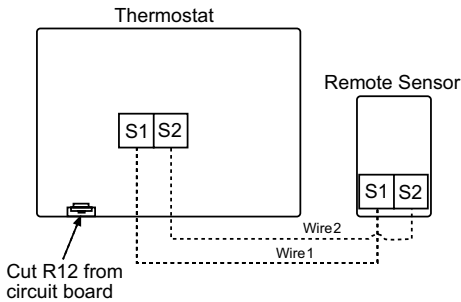 Thermostat
Remote Sensor
S1 S2
S1 S2
Wire2
Wire1
Cut R12 from
circuit board